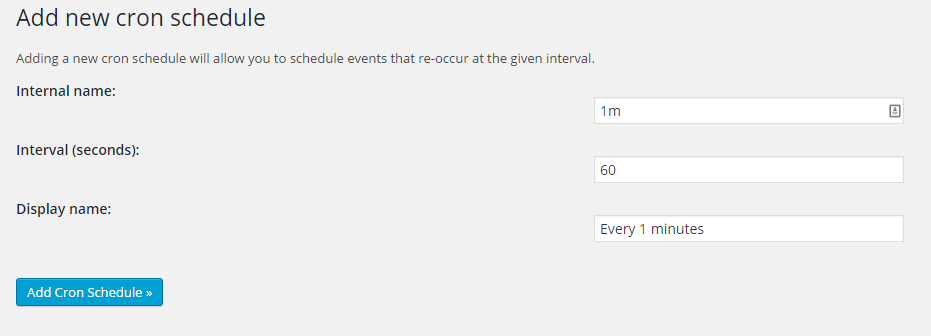 Add new cron schedule
Adding a new cron schedule will allow you to schedule events that re-occur at the given interval.
Internal name:
1m
Interval (seconds):
60
Display name:
Every 1 minutes
Add Cron Schedule »